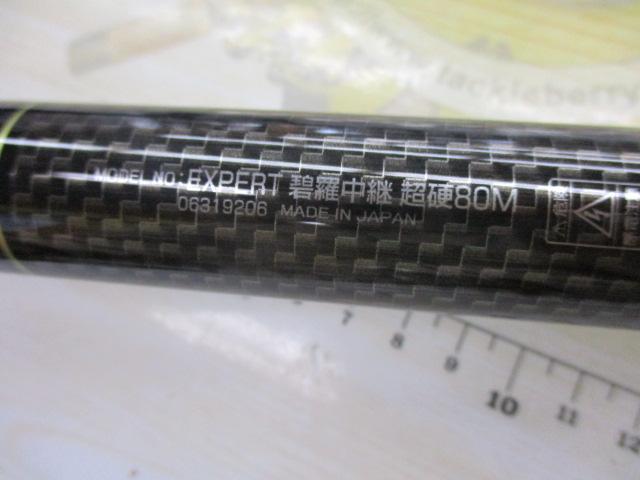 tackleberry
MODEL NO.:EXPERT 碧羅中継 超硬80M
06319206 MADE IN JAPAN
7 8 9 10 11 12